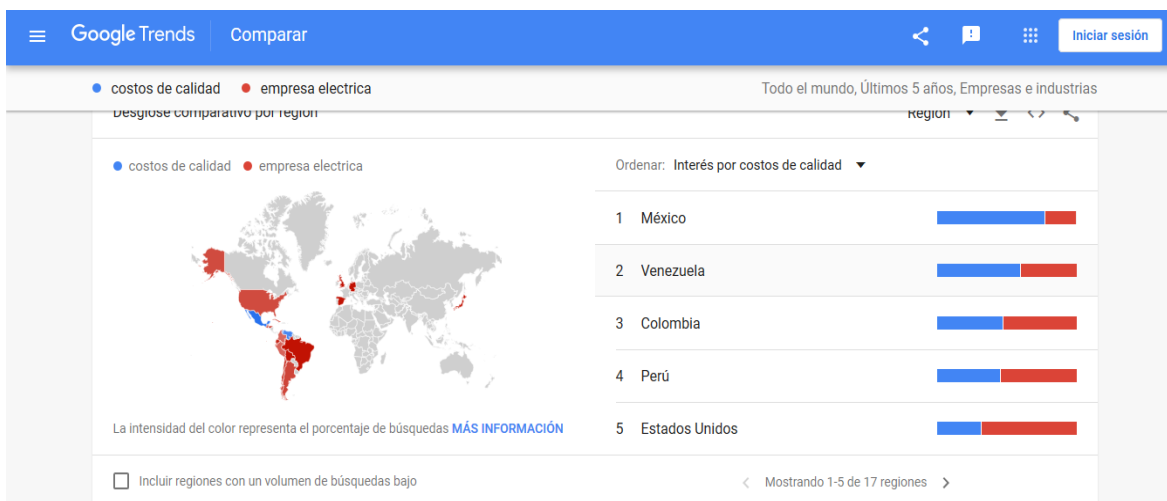 Google Trends Comparar Iniciar sesión
costos de calidad empresa electrica Todo el mundo, Últimos 5 años, Empresas e industrias
Desglose comparativo por región Región
costos de calidad empresa electrica
Ordenar: Interés por costos de calidad
1 México
2 Venezuela
3 Colombia
4 Perú
5 Estados Unidos
La intensidad del color representa el porcentaje de búsquedas MÁS INFORMACIÓN
Incluir regiones con un volumen de búsquedas bajo
Mostrando 1-5 de 17 regiones